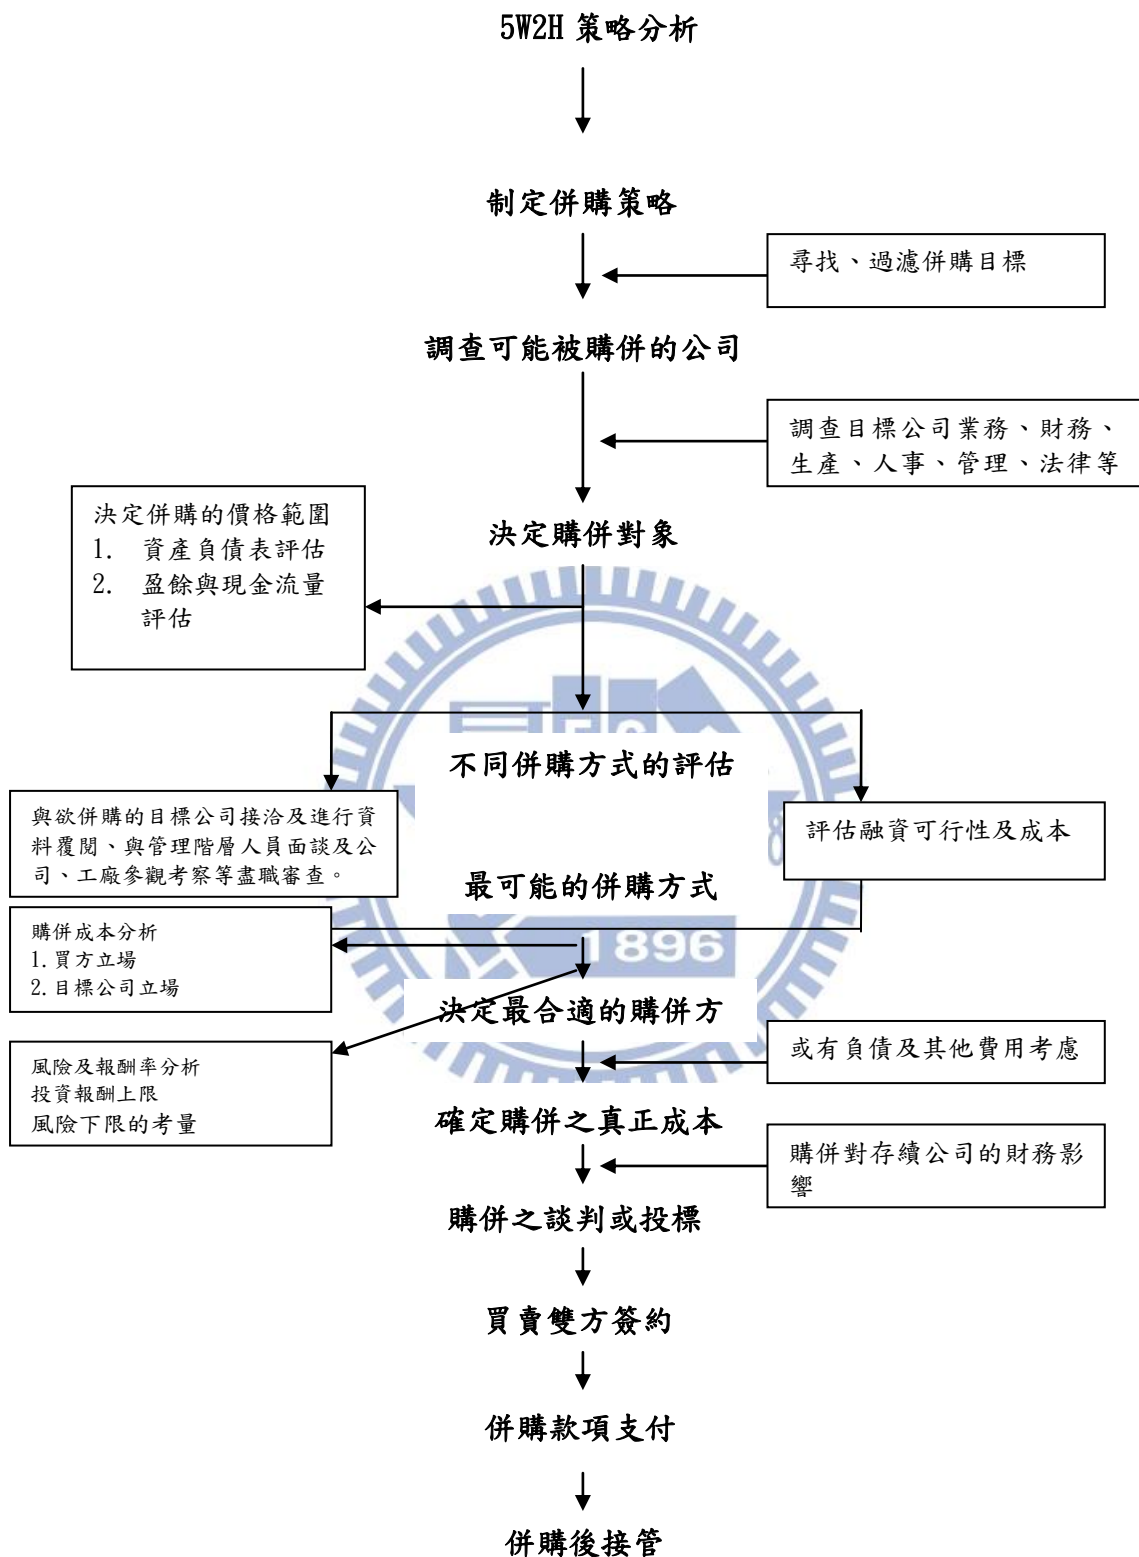 5W2H 策略分析
制定併購策略
尋找、過濾併購目標
調查可能被購併的公司
調查目標公司業務、財務、
生產、人事、管理、法律等
決定併購的價格範圍
1. 資產負債表評估
2. 盈餘與現金流量
評估
決定購併對象
不同併購方式的評估
與欲併購的目標公司接洽及進行資
料覆閱、與管理階層人員面談及公
司、工廠參觀考察等盡職審查。
評估融資可行性及成本
最可能的併購方式
購併成本分析
1.買方立場
2.目標公司立場
1896
決定最合適的購併方
風險及報酬率分析
投資報酬上限
風險下限的考量
或有負債及其他費用考慮
確定購併之真正成本
購併對存續公司的財務影
響
購併之談判或投標
買賣雙方簽約
併購款項支付
併購後接管